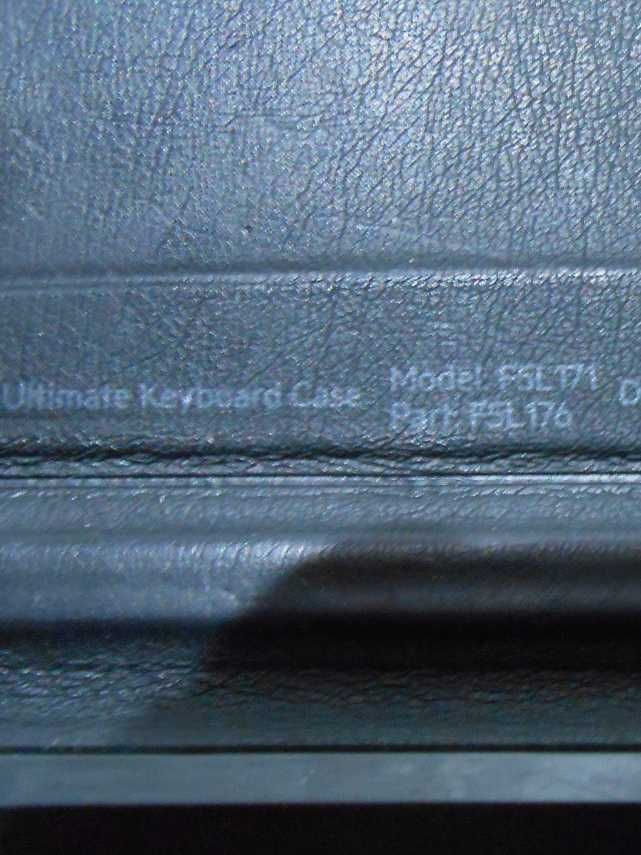 Ultimate Keyboard Case
Model: F5L171
Part: F5L176
D